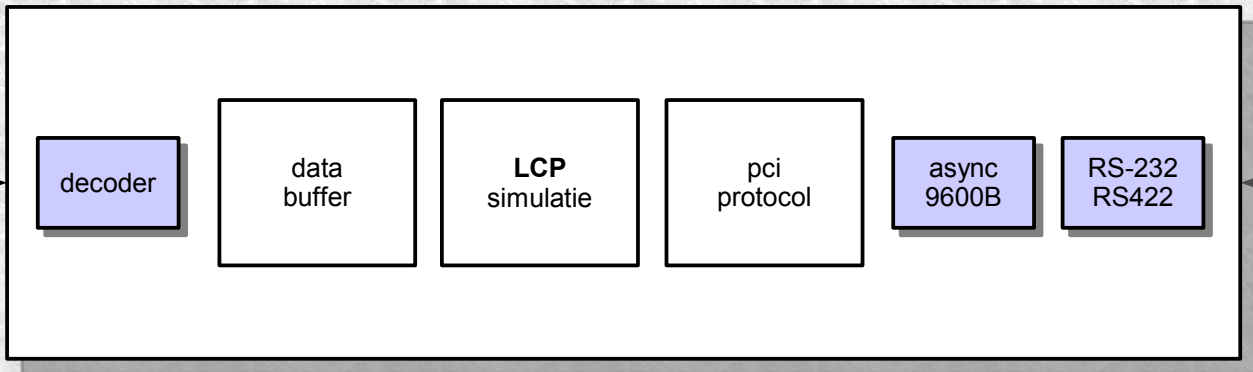 decoder
data
buffer
LCP
simulatie
pci
protocol
async
9600B
RS-232
RS422